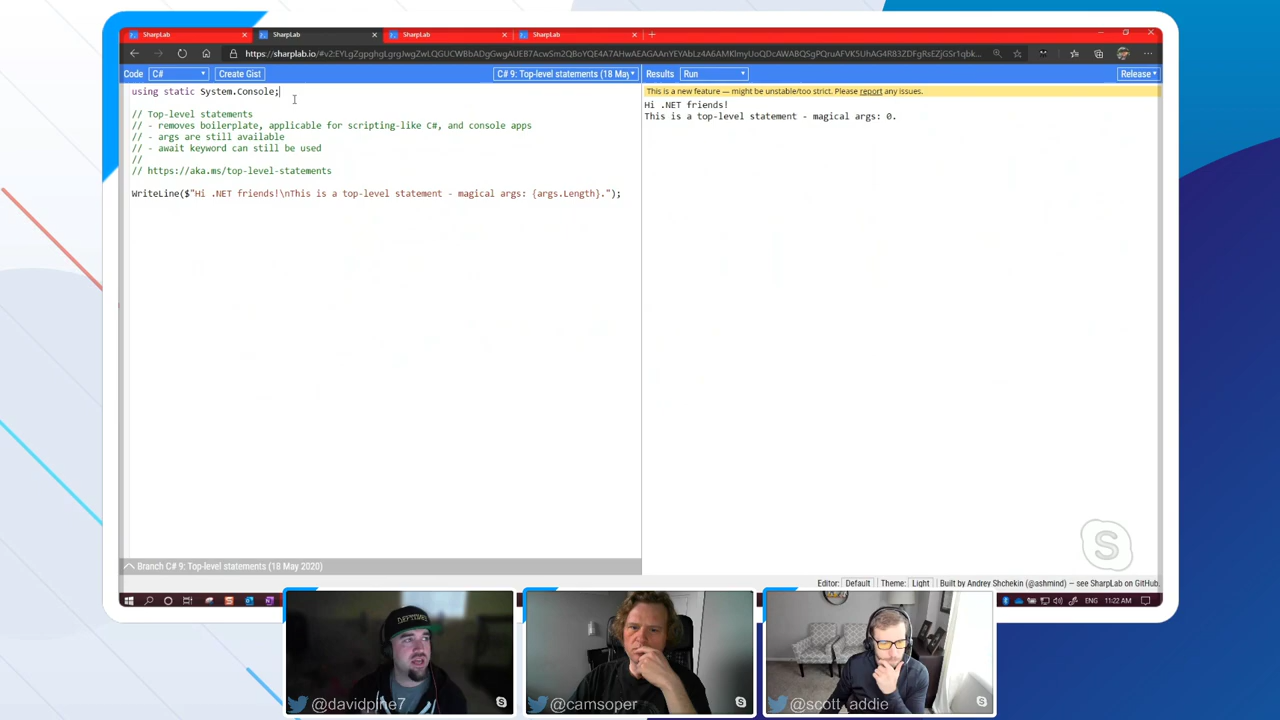 SharpLab
SharpLab
SharpLab
SharpLab
Code
C#
Create Gist
C# 9: Top-level statements (18 May
Results
Run
Release
using static System.Console;
// Top-level statements
// - removes boilerplate, applicable for scripting-like C#, and console apps
// - args are still available
// - await keyword can still be used
//
// https://aka.ms/top-level-statements
WriteLine($"Hi .NET friends!\nThis is a top-level statement - magical args: {args.Length}.");
This is a new feature — might be unstable/too strict. Please report any issues.
Hi .NET friends!
This is a top-level statement - magical args: 0.
Branch C# 9: Top-level statements (18 May 2020)
Editor: Default Theme: Light Built by Andrey Shchekin (@ashmind) — see SharpLab on GitHub.
ENG 11:22 AM
@davidpine7
@camsoper
@scott_addie